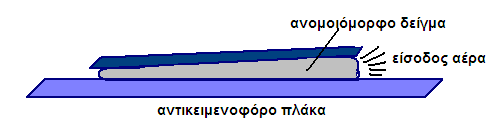 ανομοιόμορφο δείγμα
είσοδος αέρα
αντικειμενοφόρο πλάκα